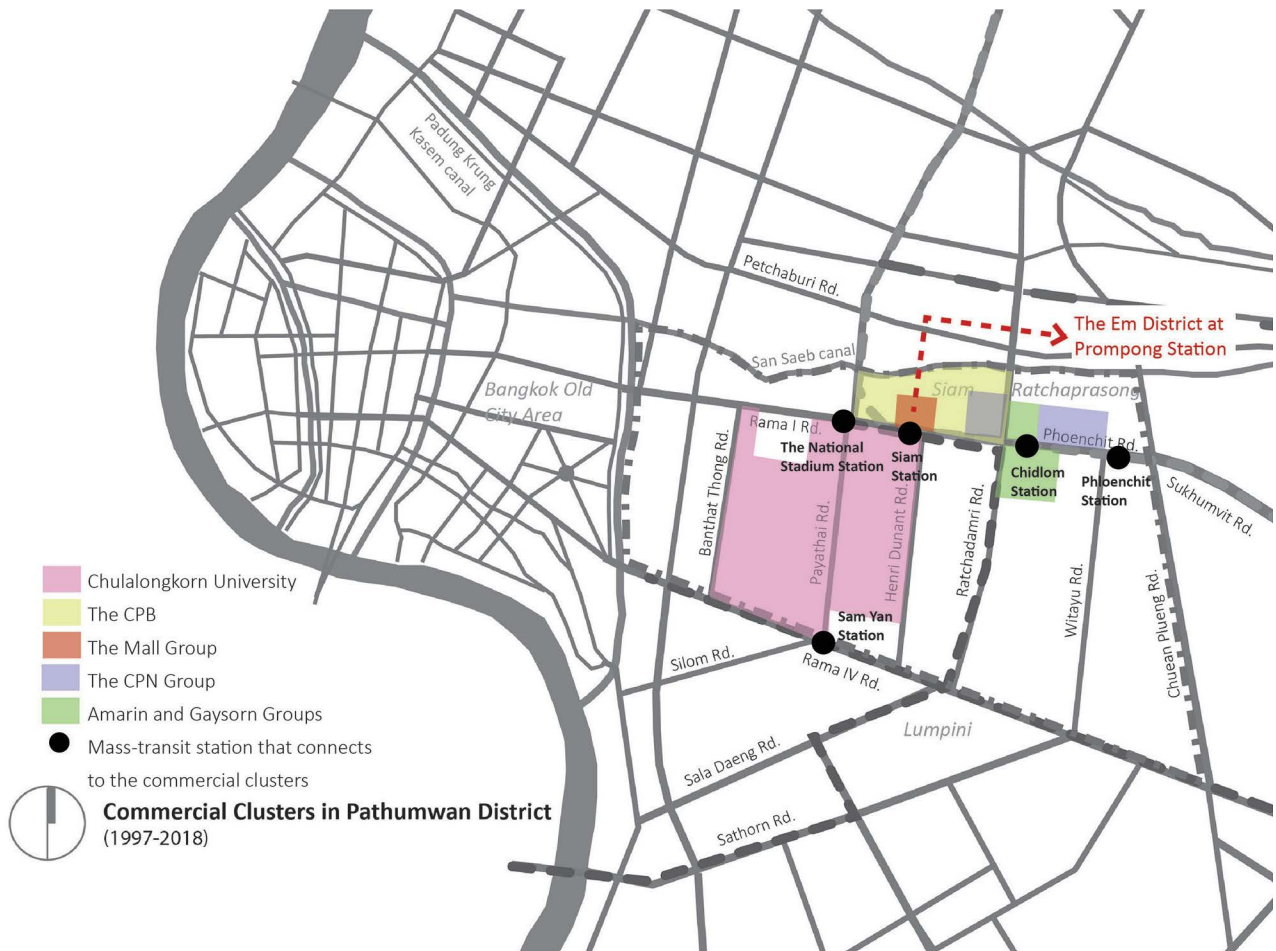 Padung Krung
Kasem canal
Petchaburi Rd.
The Em District at
Prompong Station
San Saeb canal
Siam
Ratchaprasong
Bangkok Old
City Area
Rama I Rd.
Phoenchit Rd.
The National
Stadium Station
Siam
Station
Chidlom
Station
Phloenchit
Station
Sukhumvit Rd.
Banthat Thong Rd.
Payathai Rd.
Henri Dunant Rd.
Ratchadamri Rd.
Witayu Rd.
Chuean Plueng Rd.
Sam Yan
Station
Silom Rd.
Rama IV Rd.
Lumpini
Sala Daeng Rd.
Sathorn Rd.
Chulalongkorn University
The CPB
The Mall Group
The CPN Group
Amarin and Gaysorn Groups
Mass-transit station that connects
to the commercial clusters
Commercial Clusters in Pathumwan District
(1997-2018)